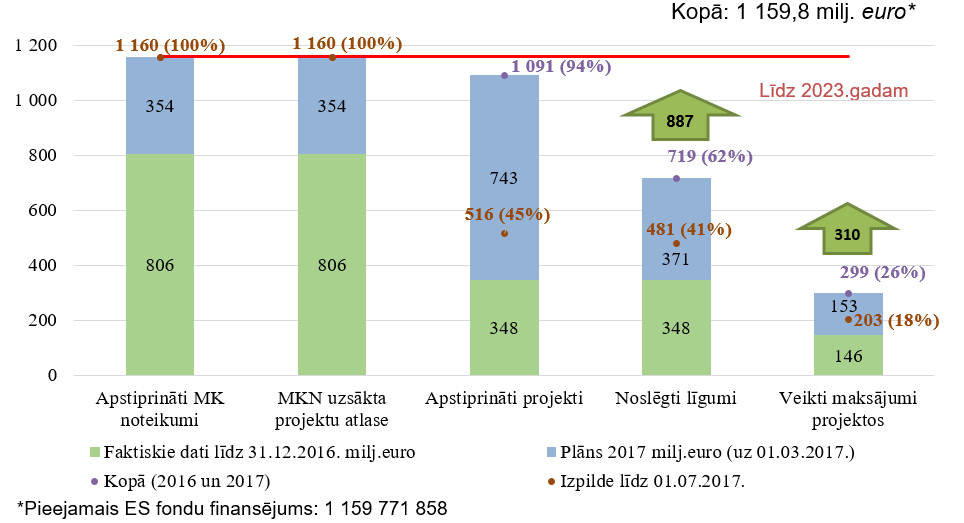 Kopā: 1 159,8 milj. euro*
1 200
1 160 (100%)
1 160 (100%)
1 091 (94%)
Līdz 2023.gadam
1 000
354
354
887
800
719 (62%)
743
600
516 (45%)
481 (41%)
310
400
806
806
371
299 (26%)
200
348
348
153
203 (18%)
146
0
Apstiprināti MK noteikumi
MKN uzsākta projektu atlase
Apstiprināti projekti
Noslēgti līgumi
Veikti maksājumi projektos
Faktiskie dati līdz 31.12.2016. milj.euro
Plāns 2017 milj.euro (uz 01.03.2017.)
Kopā (2016 un 2017)
Izpilde līdz 01.07.2017.
*Pieejamais ES fondu finansējums: 1 159 771 858